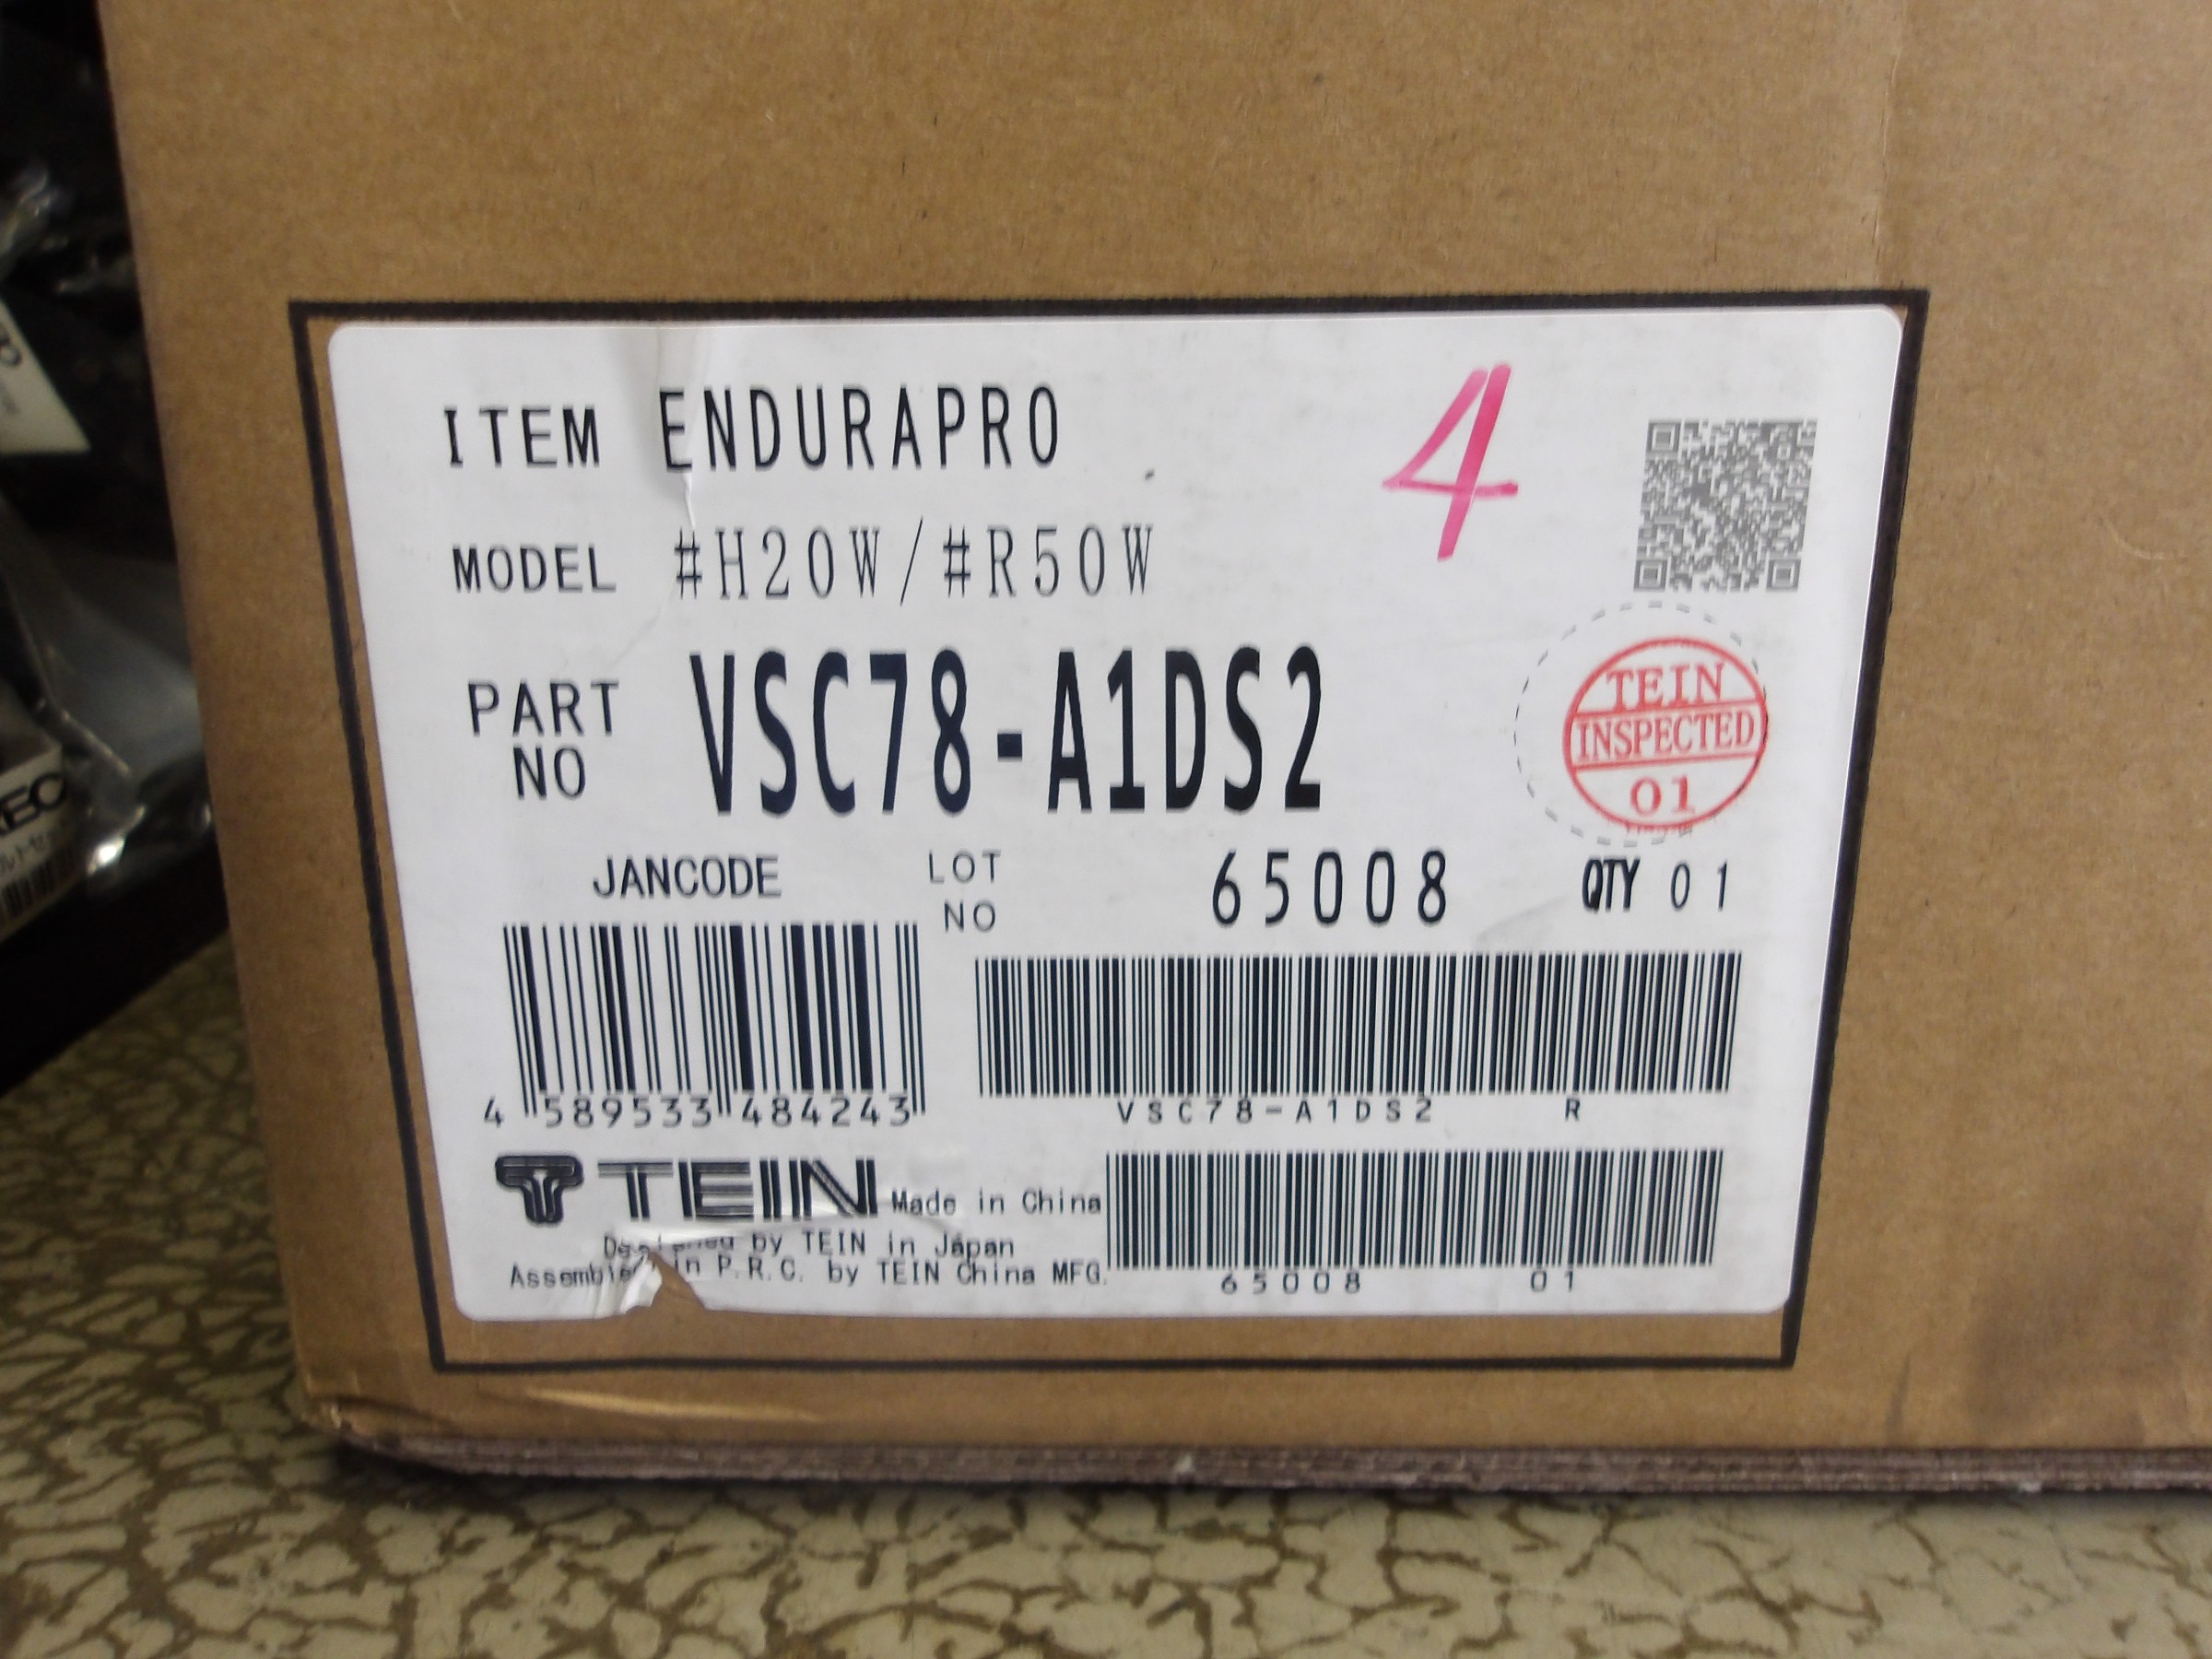 ITEM ENDURAPRO
4
MODEL #H20W/#R50W
PART NO VSC78-A1DS2
TEIN
INSPECTED
01
JANCODE
LOT NO 65008 QTY 01
4 589533 484243
VSC78-A1DS2 R
TEIN Made in China
Designed by TEIN in Japan
Assembled in P.R.C. by TEIN China MFG.
65008 01